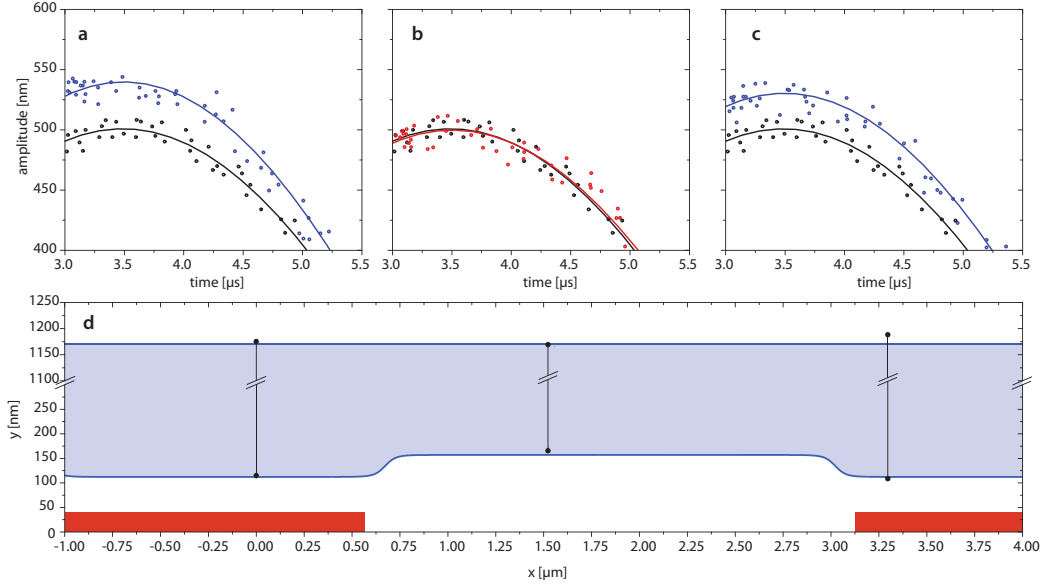 a
b
c
600
550
500
450
400
amplitude [nm]
3.0 3.5 4.0 4.5 5.0 5.5
3.0 3.5 4.0 4.5 5.0 5.5
3.0 3.5 4.0 4.5 5.0 5.5
time [μs]
time [μs]
time [μs]
d
1250
1200
1150
1100
250
200
150
100
50
0
y [nm]
-1.00 -0.75 -0.50 -0.25 0.00 0.25 0.50 0.75 1.00 1.25 1.50 1.75 2.00 2.25 2.50 2.75 3.00 3.25 3.50 3.75 4.00
x [μm]